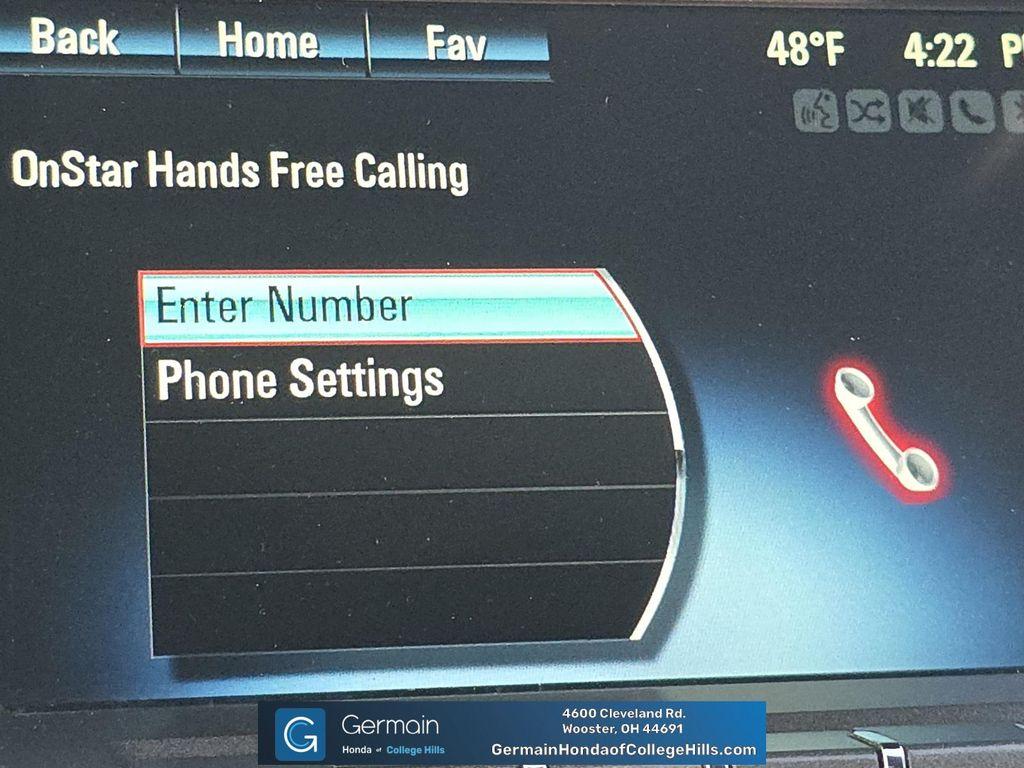 Back Home Fav 48°F 4:22 P
OnStar Hands Free Calling
Enter Number
Phone Settings
G Germain
Honda of College Hills
4600 Cleveland Rd.
Wooster, OH 44691
GermainHondaofCollegeHills.com